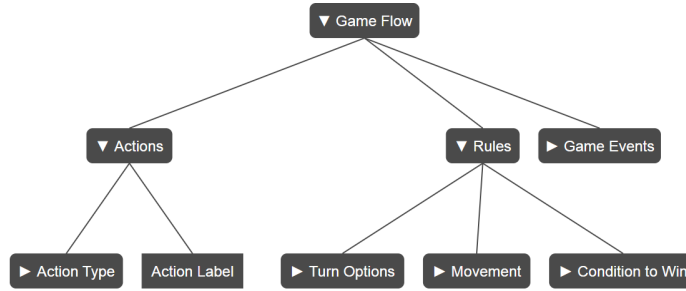 ▼ Game Flow
▼ Actions
▼ Rules
► Game Events
► Action Type
Action Label
► Turn Options
► Movement
► Condition to Win